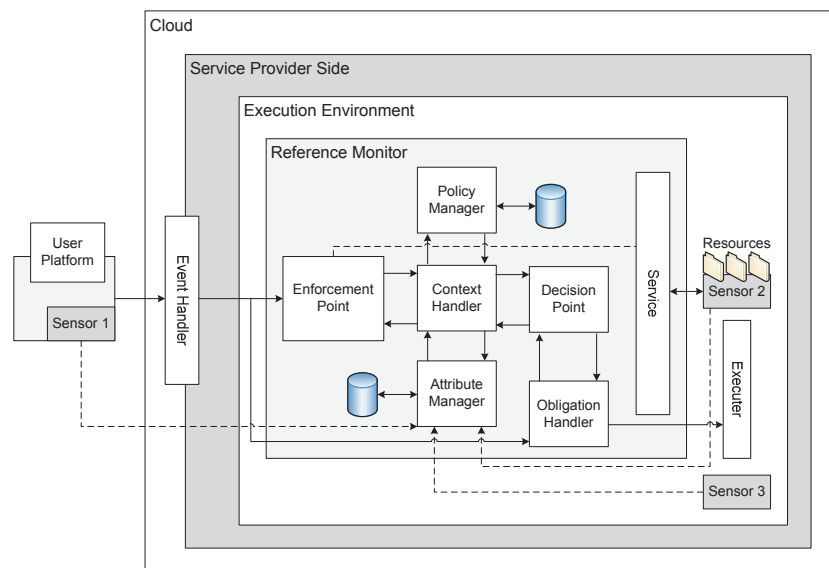 Cloud
Service Provider Side
Execution Environment
Reference Monitor
Policy
Manager
User
Platform
Sensor 1
Event Handler
Enforcement
Point
Context
Handler
Decision
Point
Service
Resources
Sensor 2
Attribute
Manager
Obligation
Handler
Executer
Sensor 3